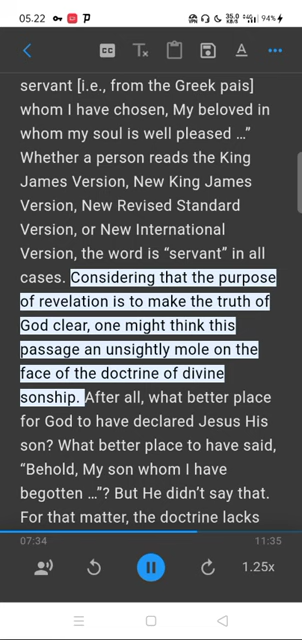 05.22
35.0
KB/S
94%
CC
servant [i.e., from the Greek pais]
whom I have chosen, My beloved in
whom my soul is well pleased …”
Whether a person reads the King
James Version, New King James
Version, New Revised Standard
Version, or New International
Version, the word is “servant” in all
cases. Considering that the purpose
of revelation is to make the truth of
God clear, one might think this
passage an unsightly mole on the
face of the doctrine of divine
sonship. After all, what better place
for God to have declared Jesus His
son? What better place to have said,
“Behold, My son whom I have
begotten …”? But He didn’t say that.
For that matter, the doctrine lacks
07:34
11:35
1.25x